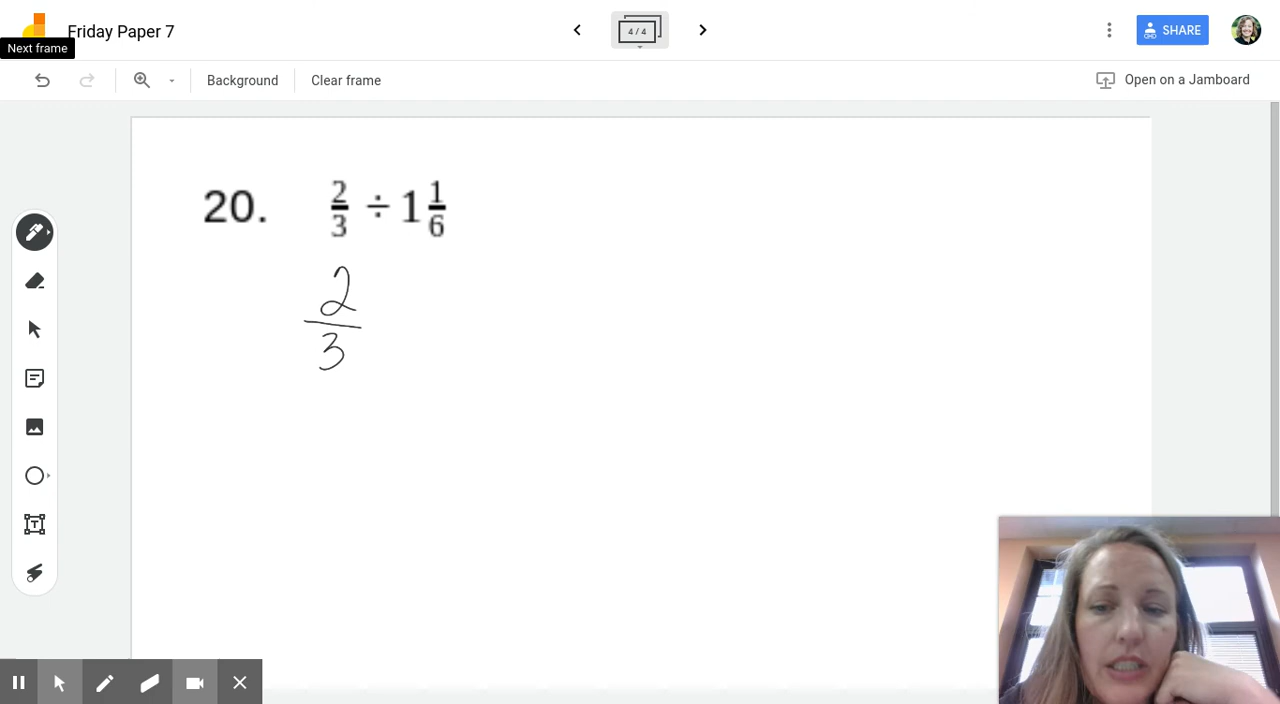 Friday Paper 7
4 / 4
SHARE
Next frame
Background
Clear frame
Open on a Jamboard
20. 2/3 ÷ 1 1/6
2/3